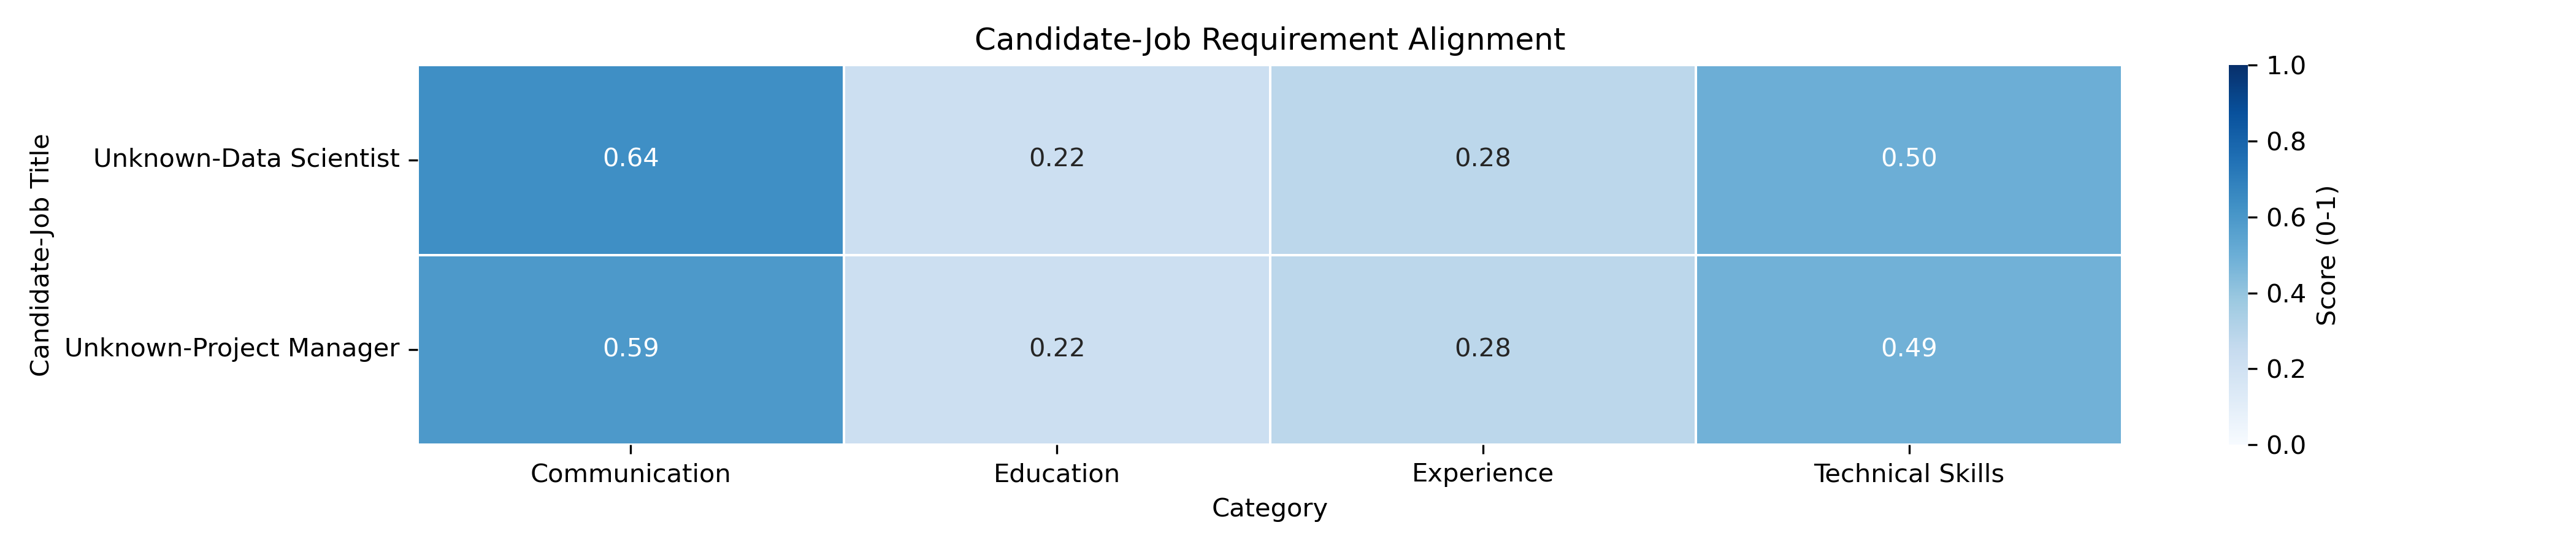 Candidate-Job Requirement Alignment
Candidate-Job Title
Unknown-Data Scientist
0.64 0.22 0.28 0.50
Unknown-Project Manager
0.59 0.22 0.28 0.49
Communication Education Experience Technical Skills
Category
1.0
0.8
0.6
0.4
0.2
0.0
Score (0-1)